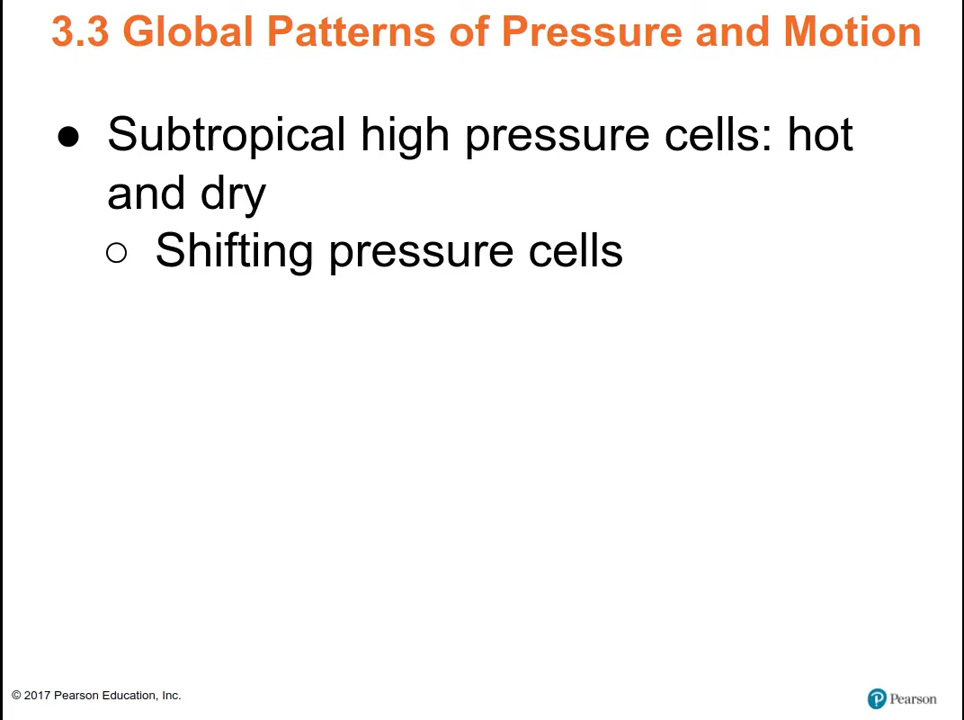 3.3 Global Patterns of Pressure and Motion
● Subtropical high pressure cells: hot
and dry
○ Shifting pressure cells
© 2017 Pearson Education, Inc.
Pearson